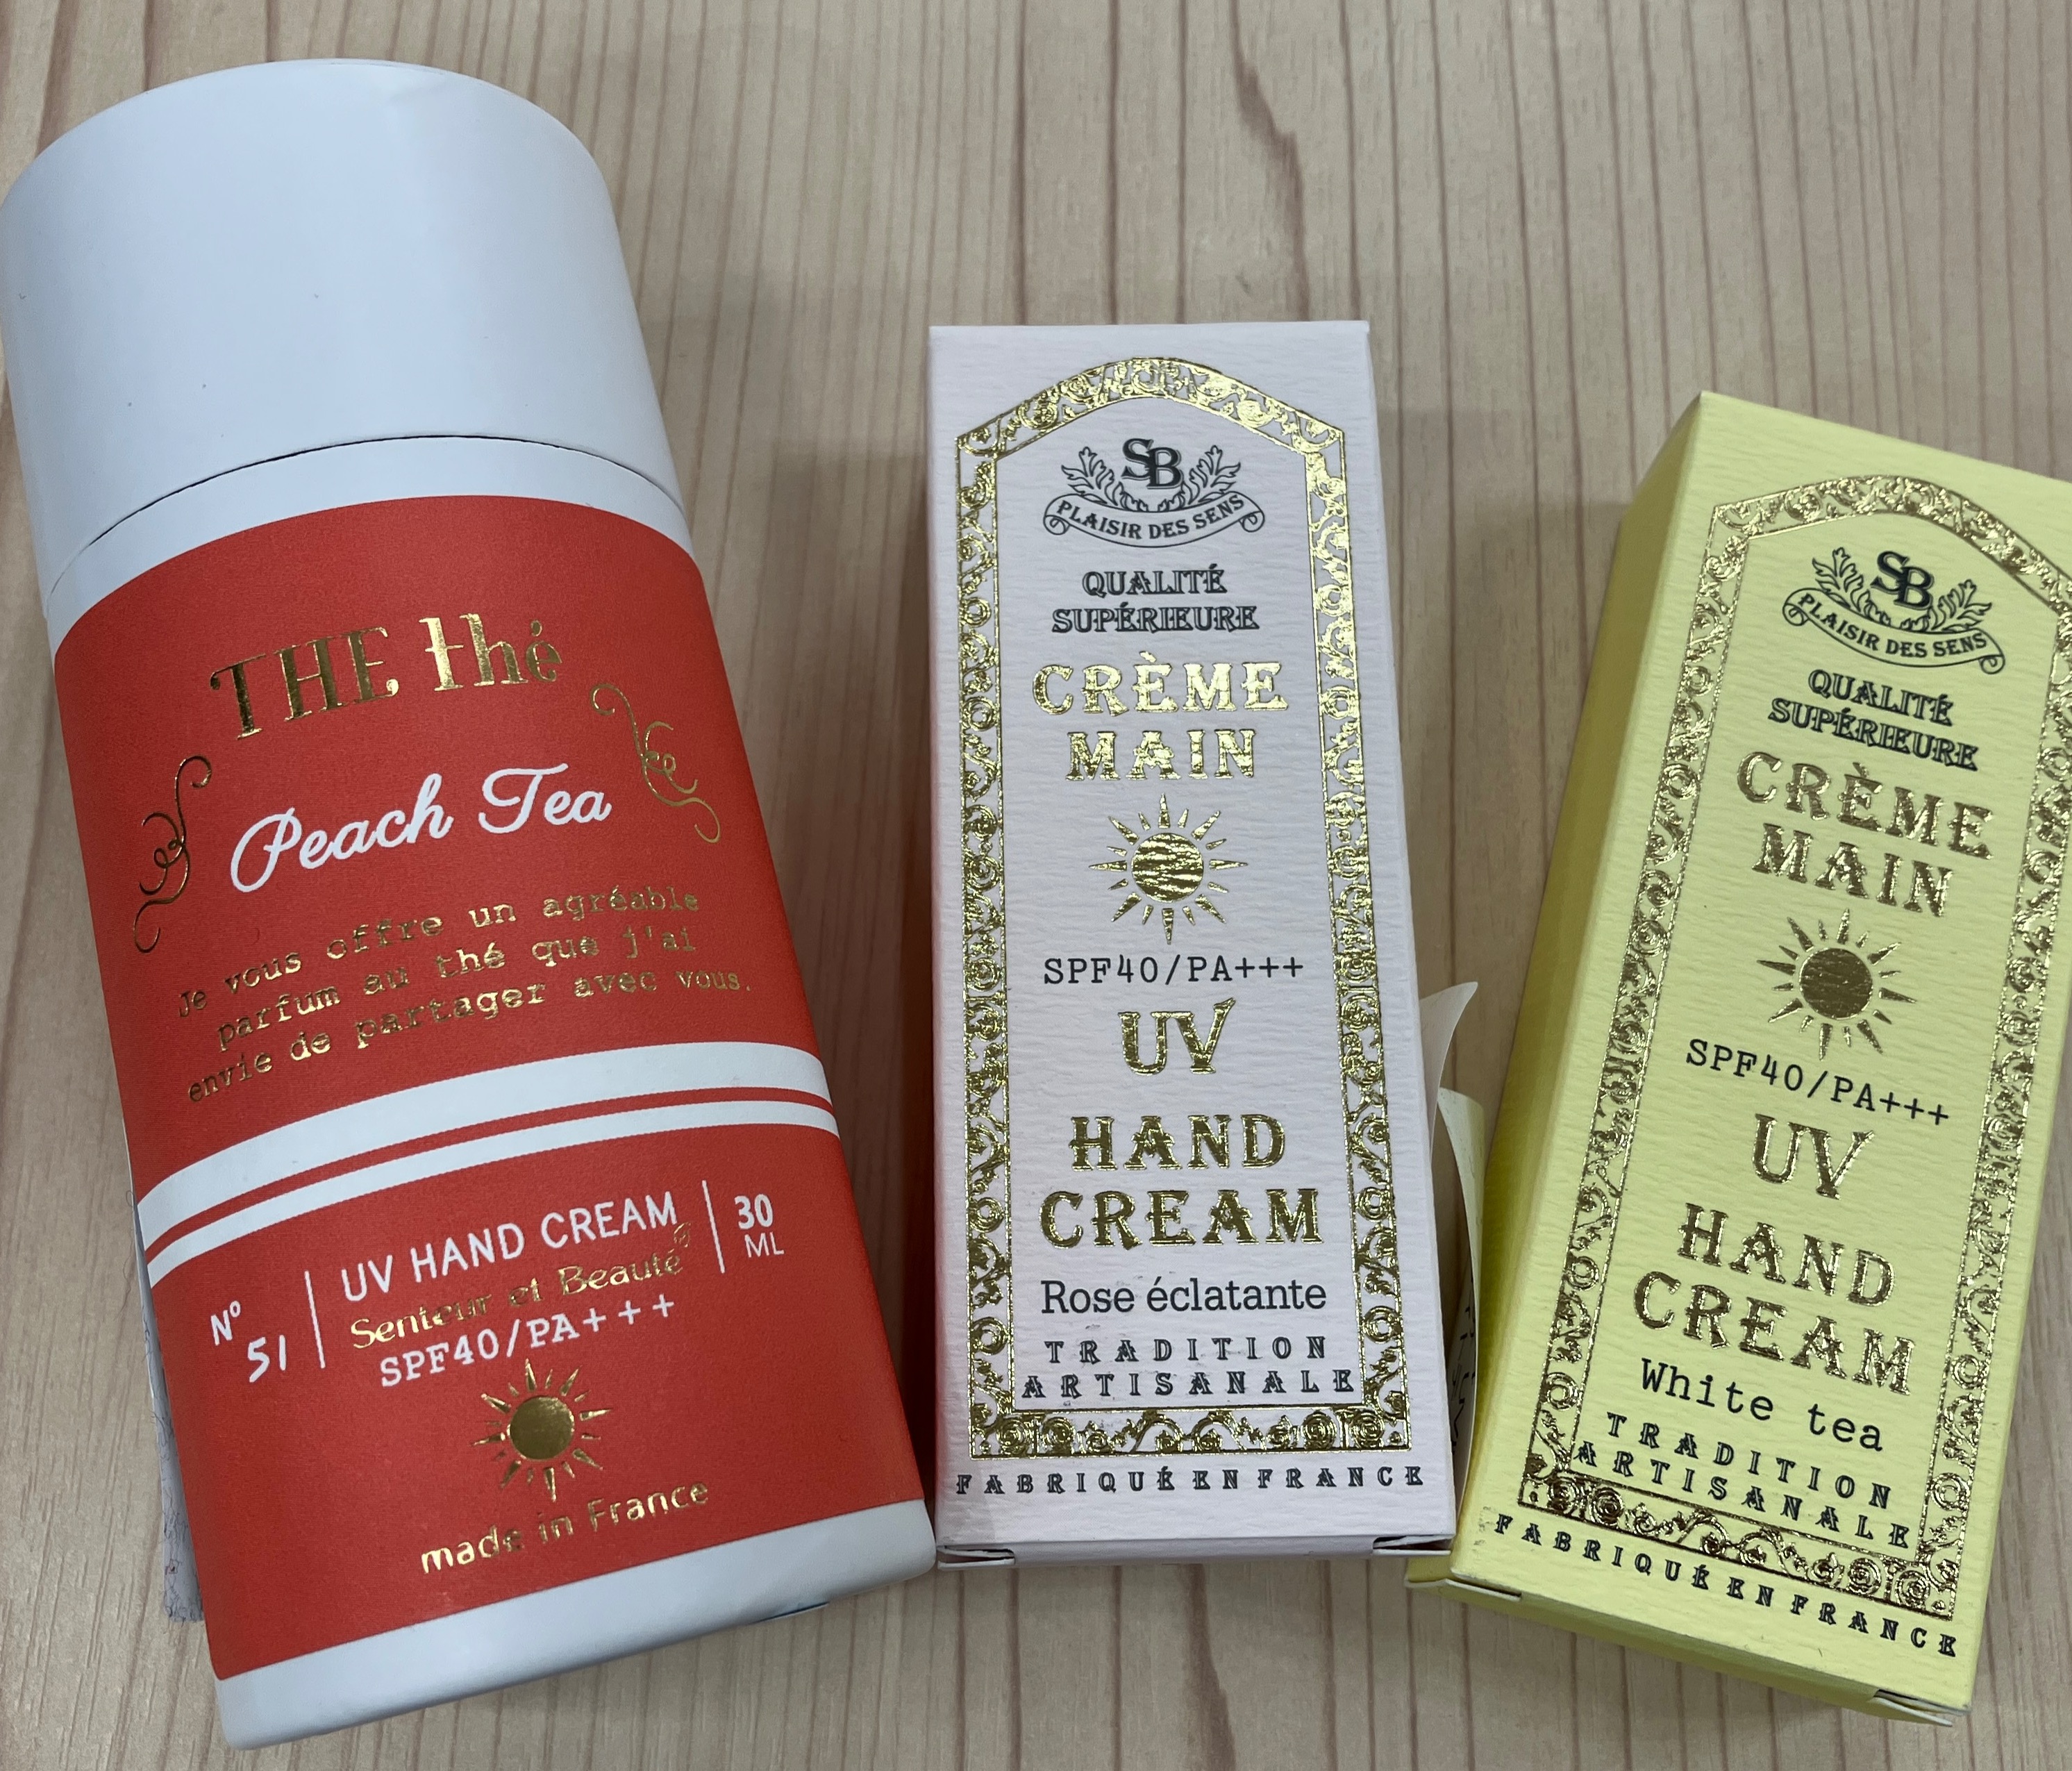 THE thé
Peach Tea
Je vous offre un agréable
parfum au thé que j'ai
envie de partager avec vous.
Nº 51
UV HAND CREAM
Senteur et Beauté
SPF40/PA+++
30
ML
made in France
SB
PLAISIR DES SENS
QUALITÉ
SUPÉRIEURE
CRÈME
MAIN
SPF40/PA+++
UV
HAND
CREAM
Rose éclatante
TRADITION
ARTISANALE
FABRIQUÉ EN FRANCE
SB
PLAISIR DES SENS
QUALITÉ
SUPÉRIEURE
CRÈME
MAIN
SPF40/PA+++
UV
HAND
CREAM
White tea
TRADITION
ARTISANALE
FABRIQUÉ EN FRANCE